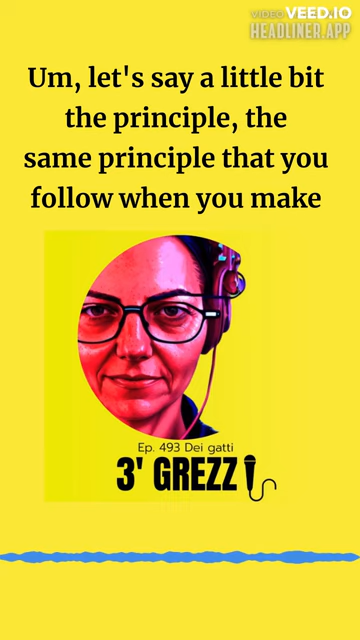 VIDEO VEED.IO
HEADLINER.APP
Um, let's say a little bit
the principle, the
same principle that you
follow when you make
Ep. 493 Dei gatti
3' GREZZI